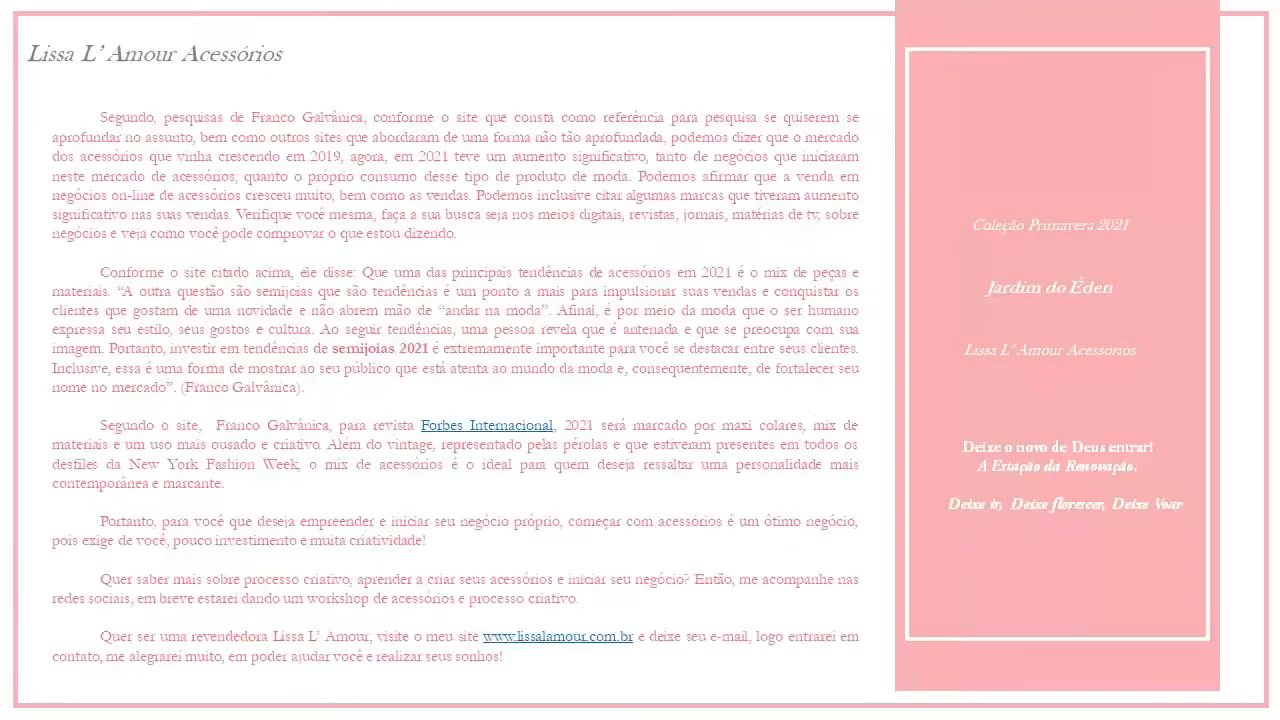 Lissa L’ Amour Acessórios
Segundo, pesquisas de Franco Galvânica, conforme o site que consta como referência para pesquisa se quiserem se
aprofundar no assunto, bem como outros sites que abordaram de uma forma não tão aprofundada, podemos dizer que o mercado
dos acessórios que vinha crescendo em 2019, agora, em 2021 teve um aumento significativo, tanto de negócios que iniciaram
neste mercado de acessórios, quanto o próprio consumo desse tipo de produto de moda. Podemos afirmar que a venda em
negócios on-line de acessórios cresceu muito, bem como as vendas. Podemos inclusive citar algumas marcas que tiveram aumento
significativo nas suas vendas. Verifique você mesma, faça a sua busca seja nos meios digitais, revistas, jornais, matérias de tv, sobre
negócios e veja como você pode comprovar o que estou dizendo.
Conforme o site citado acima, ele disse: Que uma das principais tendências de acessórios em 2021 é o mix de peças e
materiais. “A outra questão são semijoias que são tendências é um ponto a mais para impulsionar suas vendas e conquistar os
clientes que gostam de uma novidade e não abrem mão de “andar na moda”. Afinal, é por meio da moda que o ser humano
expressa seu estilo, seus gostos e cultura. Ao seguir tendências, uma pessoa revela que é antenada e que se preocupa com sua
imagem. Portanto, investir em tendências de semijoias 2021 é extremamente importante para você se destacar entre seus clientes.
Inclusive, essa é uma forma de mostrar ao seu público que está atenta ao mundo da moda e, consequentemente, de fortalecer seu
nome no mercado”. (Franco Galvânica).
Segundo o site, Franco Galvânica, para revista Forbes Internacional, 2021 será marcado por maxi colares, mix de
materiais e um uso mais ousado e criativo. Além do vintage, representado pelas pérolas e que estiveram presentes em todos os
desfiles da New York Fashion Week, o mix de acessórios é o ideal para quem deseja ressaltar uma personalidade mais
contemporânea e marcante.
Portanto, para você que deseja empreender e iniciar seu negócio próprio, começar com acessórios é um ótimo negócio,
pois exige de você, pouco investimento e muita criatividade!
Quer saber mais sobre processo criativo, aprender a criar seus acessórios e iniciar seu negócio? Então, me acompanhe nas
redes sociais, em breve estarei dando um workshop de acessórios e processo criativo.
Quer ser uma revendedora Lissa L’ Amour, visite o meu site www.lissalamour.com.br e deixe seu e-mail, logo entrarei em
contato, me alegrarei muito, em poder ajudar você e realizar seus sonhos!
Coleção Primavera 2021
Jardim do Éden
Lissa L’ Amour Acessórios
Deixe o novo de Deus entrar!
A Estação da Renovação.
Deixe ir, Deixe florescer, Deixe Voar